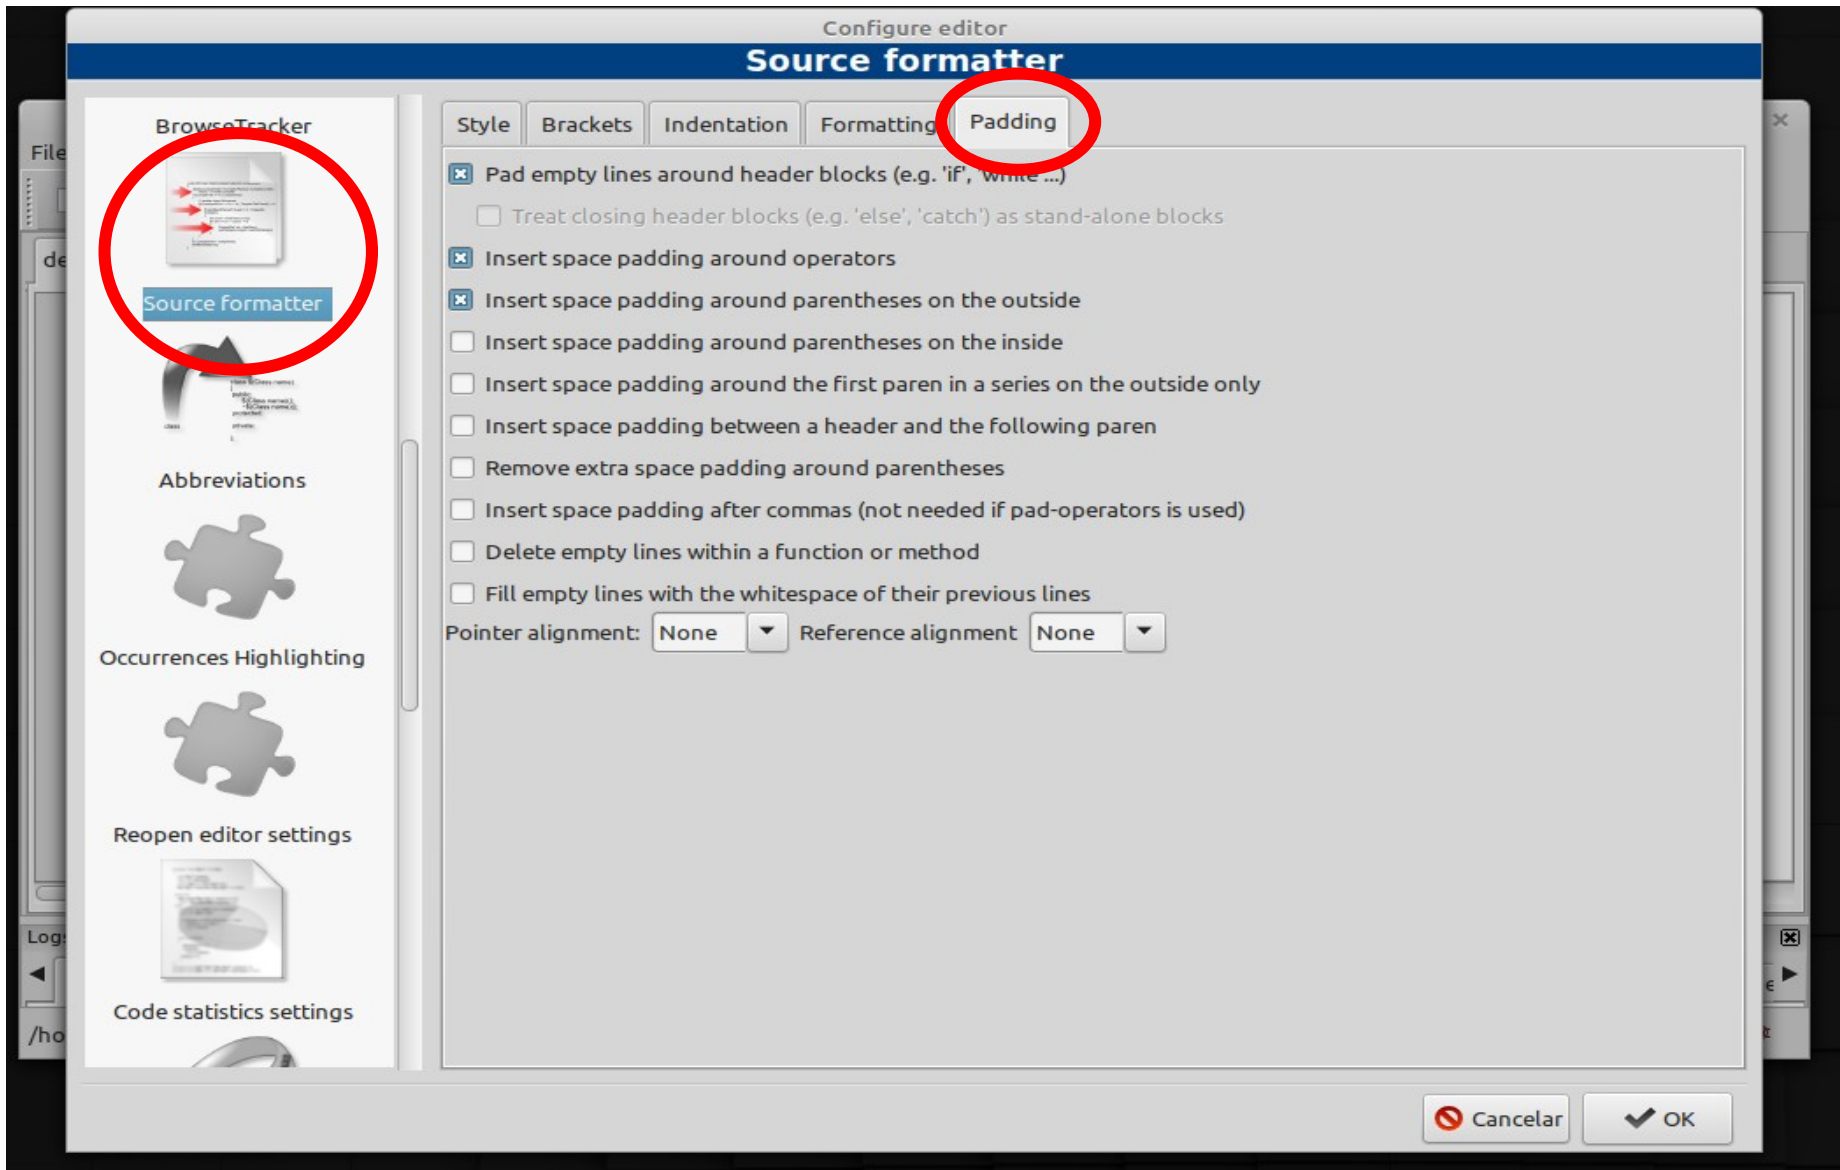 Configure editor
Source formatter
BrowseTracker
Source formatter
Abbreviations
Occurrences Highlighting
Reopen editor settings
Code statistics settings
Style
Brackets
Indentation
Formatting
Padding
Pad empty lines around header blocks (e.g. 'if', 'while'...)
Treat closing header blocks (e.g. 'else', 'catch') as stand-alone blocks
Insert space padding around operators
Insert space padding around parentheses on the outside
Insert space padding around parentheses on the inside
Insert space padding around the first paren in a series on the outside only
Insert space padding between a header and the following paren
Remove extra space padding around parentheses
Insert space padding after commas (not needed if pad-operators is used)
Delete empty lines within a function or method
Fill empty lines with the whitespace of their previous lines
Pointer alignment: None Reference alignment None
Cancelar
OK
File
de
Logs
/ho